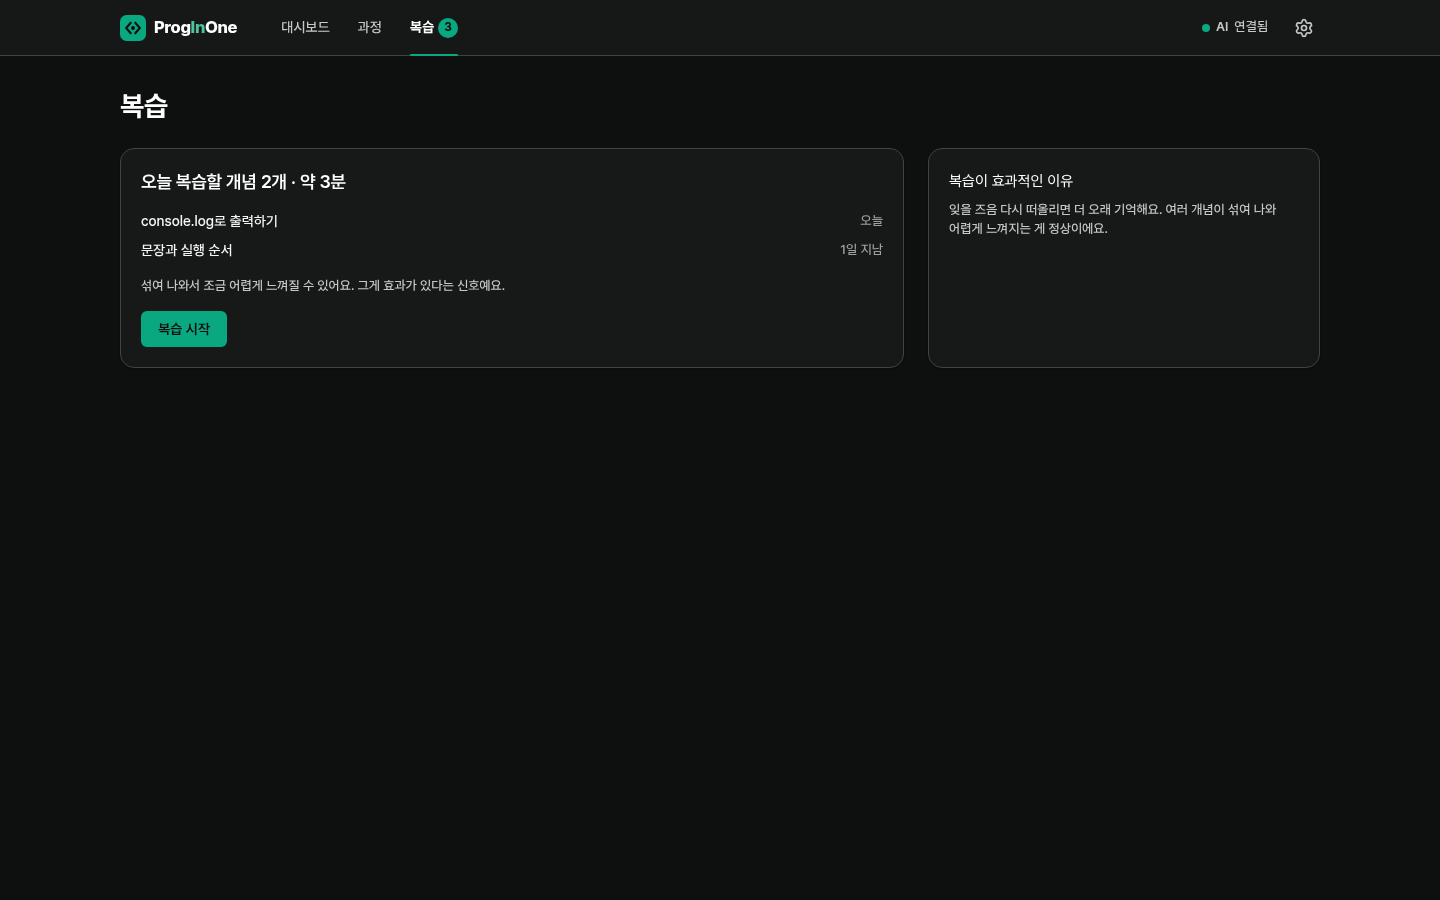 ProgInOne
대시보드
과정
복습 3
AI 연결됨
복습
오늘 복습할 개념 2개 · 약 3분
console.log로 출력하기
오늘
문장과 실행 순서
1일 지남
섞여 나와서 조금 어렵게 느껴질 수 있어요. 그게 효과가 있다는 신호예요.
복습 시작
복습이 효과적인 이유
잊을 즈음 다시 떠올리면 더 오래 기억해요. 여러 개념이 섞여 나와
어렵게 느껴지는 게 정상이에요.